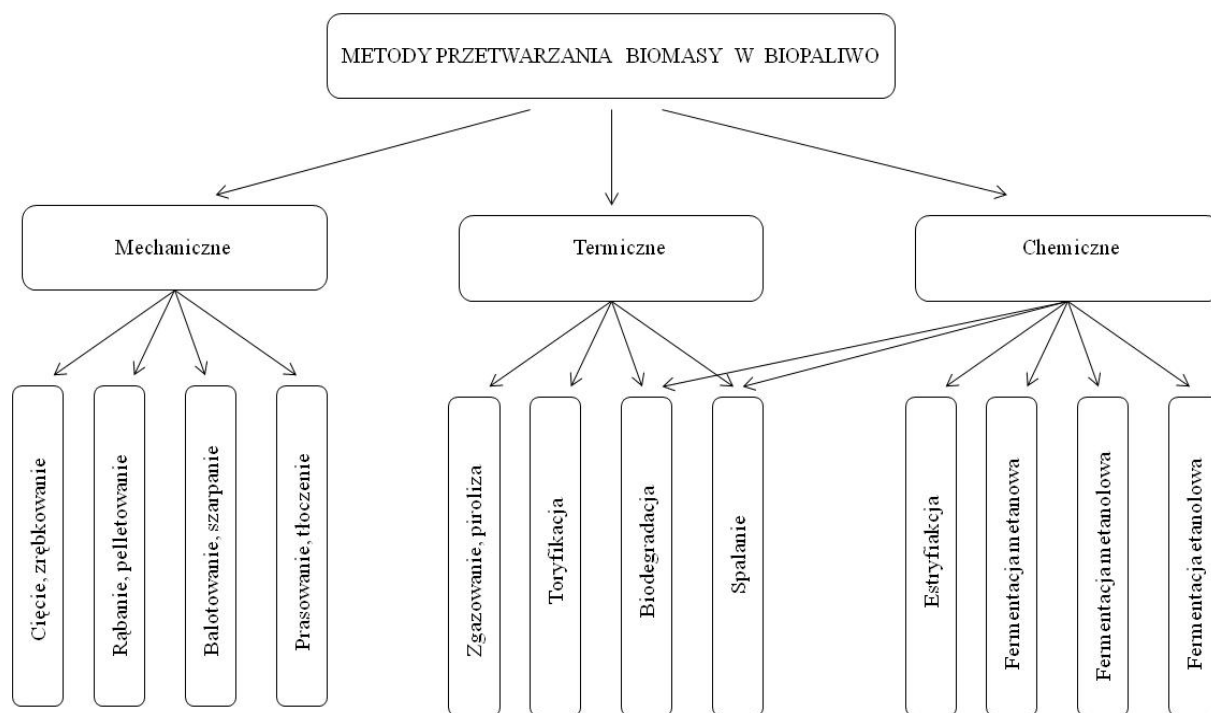 METODY PRZETWARZANIA BIOMASY W BIOPALIWO
Mechaniczne
Termiczne
Chemiczne
Cięcie, zrębkowanie
Rąbanie, pelletowanie
Balotowanie, szarpanie
Prasowanie, tłoczenie
Zgazowanie, piroliza
Toryfikacja
Biodegradacja
Spalanie
Estryfiakcja
Fermentacja metanowa
Fermentacja metanolowa
Fermentacja etanolowa